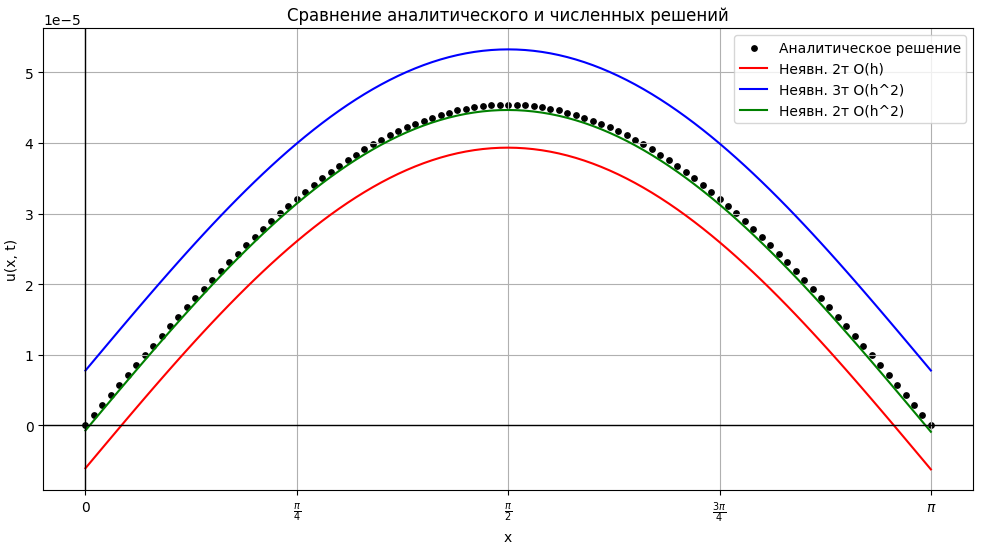 Сравнение аналитического и численных решений
1e−5
Аналитическое решение
Неявн. 2т O(h)
Неявн. 3т O(h^2)
Неявн. 2т O(h^2)
5
4
3
2
1
0
u(x, t)
0
π/4
π/2
3π/4
π
x